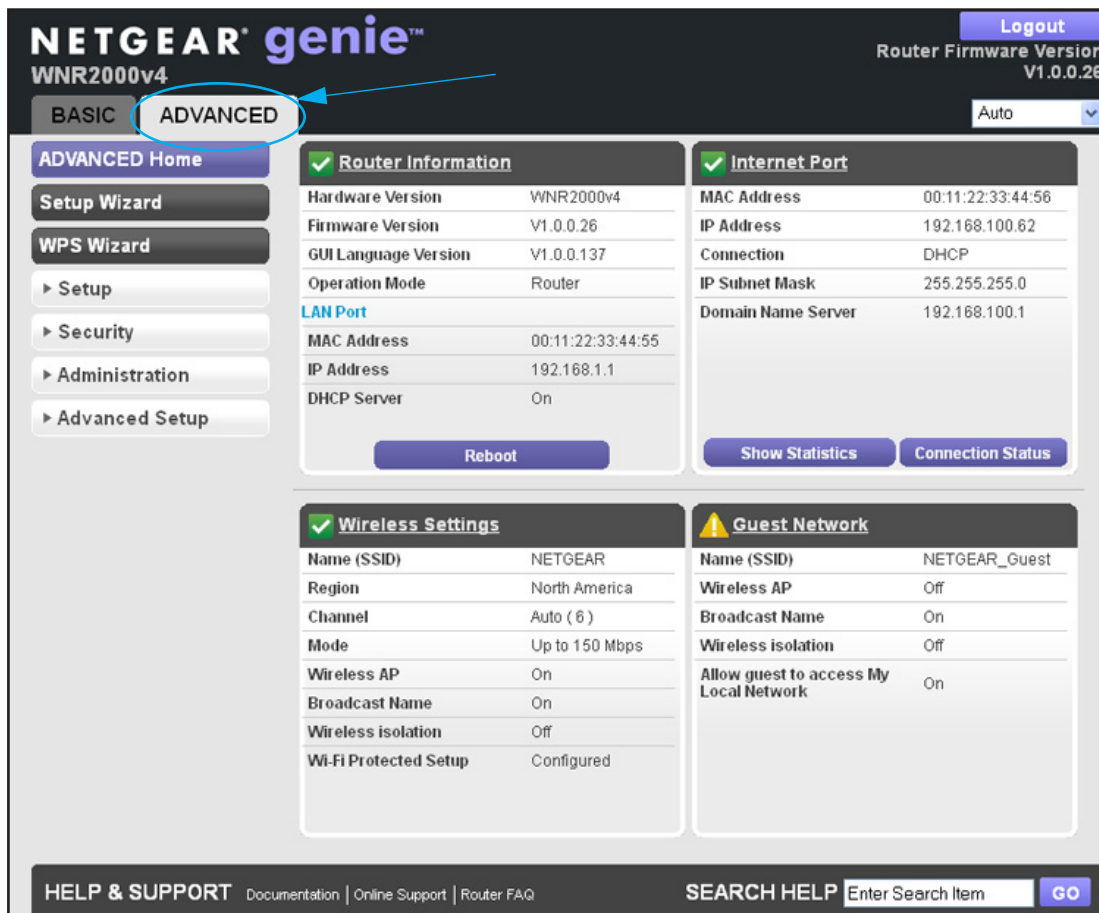 NETGEAR® genie™
Logout
Router Firmware Version
V1.0.0.26
WNR2000v4
BASIC
ADVANCED
Auto
ADVANCED Home
Setup Wizard
WPS Wizard
Setup
Security
Administration
Advanced Setup
Router Information
Hardware Version WNR2000v4
Firmware Version V1.0.0.26
GUI Language Version V1.0.0.137
Operation Mode Router
LAN Port
MAC Address 00:11:22:33:44:55
IP Address 192.168.1.1
DHCP Server On
Reboot
Internet Port
MAC Address 00:11:22:33:44:56
IP Address 192.168.100.62
Connection DHCP
IP Subnet Mask 255.255.255.0
Domain Name Server 192.168.100.1
Show Statistics
Connection Status
Wireless Settings
Name (SSID) NETGEAR
Region North America
Channel Auto ( 6 )
Mode Up to 150 Mbps
Wireless AP On
Broadcast Name On
Wireless isolation Off
Wi-Fi Protected Setup Configured
Guest Network
Name (SSID) NETGEAR_Guest
Wireless AP Off
Broadcast Name On
Wireless isolation Off
Allow guest to access My
Local Network On
HELP & SUPPORT Documentation | Online Support | Router FAQ
SEARCH HELP Enter Search Item GO